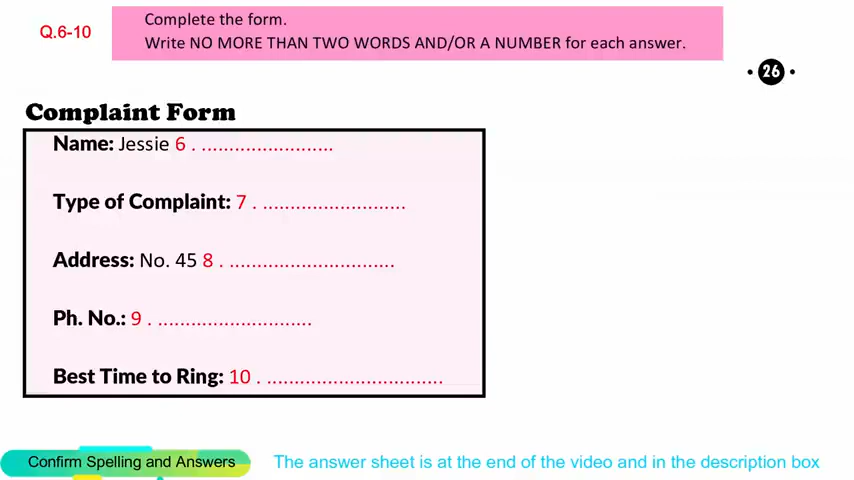 Q.6-10
Complete the form.
Write NO MORE THAN TWO WORDS AND/OR A NUMBER for each answer.
• 26 •
Complaint Form
Name: Jessie 6 . ........................
Type of Complaint: 7 . ..........................
Address: No. 45 8 . ..............................
Ph. No.: 9 . ............................
Best Time to Ring: 10 . ................................
Confirm Spelling and Answers
The answer sheet is at the end of the video and in the description box